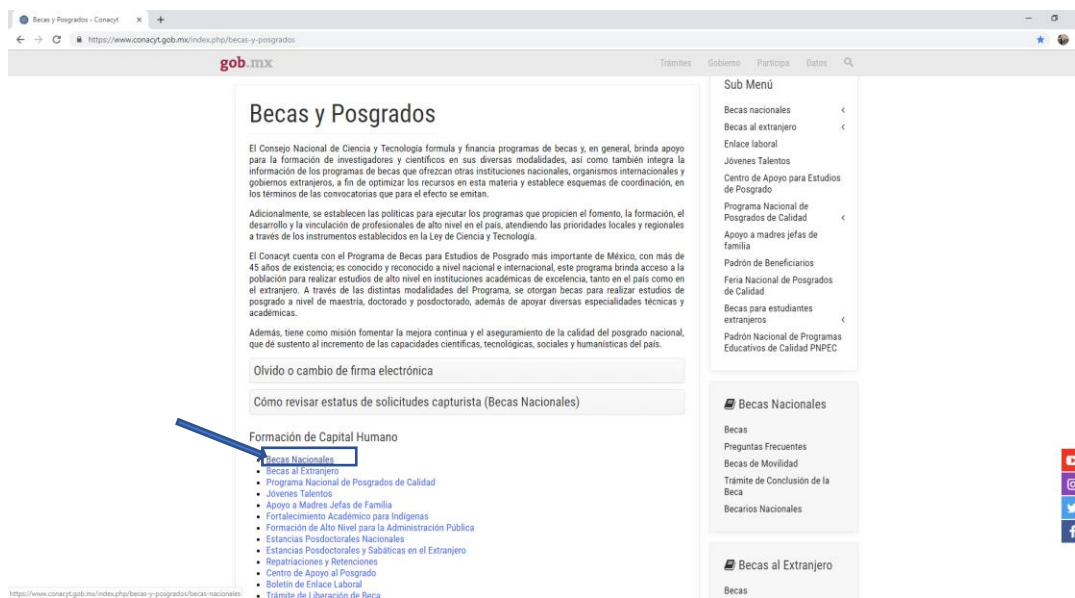 Becas y Posgrados - Conacyt
https://www.conacyt.gob.mx/index.php/becas-y-posgrados
gob.mx
Trámites Gobierno Participa Datos
Becas y Posgrados
El Consejo Nacional de Ciencia y Tecnología formula y financia programas de becas y, en general, brinda apoyo
para la formación de investigadores y científicos en sus diversas modalidades, así como también integra la
información de los programas de becas que ofrezcan otras instituciones nacionales, organismos internacionales y
gobiernos extranjeros, a fin de optimizar los recursos en esta materia y establece esquemas de coordinación, en
los términos de las convocatorias que para el efecto se emitan.
Adicionalmente, se establecen las políticas para ejecutar los programas que propicien el fomento, la formación, el
desarrollo y la vinculación de profesionales de alto nivel en el país, atendiendo las prioridades locales y regionales
a través de los instrumentos establecidos en la Ley de Ciencia y Tecnología.
El Conacyt cuenta con el Programa de Becas para Estudios de Posgrado más importante de México, con más de
45 años de existencia; es conocido y reconocido a nivel nacional e internacional, este programa brinda acceso a la
población para realizar estudios de alto nivel en instituciones académicas de excelencia, tanto en el país como en
el extranjero. A través de las distintas modalidades del Programa, se otorgan becas para realizar estudios de
posgrado a nivel de maestría, doctorado y posdoctorado, además de apoyar diversas especialidades técnicas y
académicas.
Además, tiene como misión fomentar la mejora continua y el aseguramiento de la calidad del posgrado nacional,
que dé sustento al incremento de las capacidades científicas, tecnológicas, sociales y humanísticas del país.
Olvido o cambio de firma electrónica
Cómo revisar estatus de solicitudes capturista (Becas Nacionales)
Formación de Capital Humano
Becas Nacionales
Becas al Extranjero
Programa Nacional de Posgrados de Calidad
Jóvenes Talentos
Apoyo a Madres Jefas de Familia
Fortalecimiento Académico para Indígenas
Formación de Alto Nivel para la Administración Pública
Estancias Posdoctorales Nacionales
Estancias Posdoctorales y Sabáticas en el Extranjero
Repatriaciones y Retenciones
Centro de Apoyo al Posgrado
Boletín de Enlace Laboral
Trámite de Liberación de Beca
Sub Menú
Becas nacionales
Becas al extranjero
Enlace laboral
Jóvenes Talentos
Centro de Apoyo para Estudios
de Posgrado
Programa Nacional de
Posgrados de Calidad
Apoyo a madres jefas de
familia
Padrón de Beneficiarios
Feria Nacional de Posgrados
de Calidad
Becas para estudiantes
extranjeros
Padrón Nacional de Programas
Educativos de Calidad PNPEC
Becas Nacionales
Becas
Preguntas Frecuentes
Becas de Movilidad
Trámite de Conclusión de la
Beca
Becarios Nacionales
Becas al Extranjero
Becas
https://www.conacyt.gob.mx/index.php/becas-y-posgrados/becas-nacionales